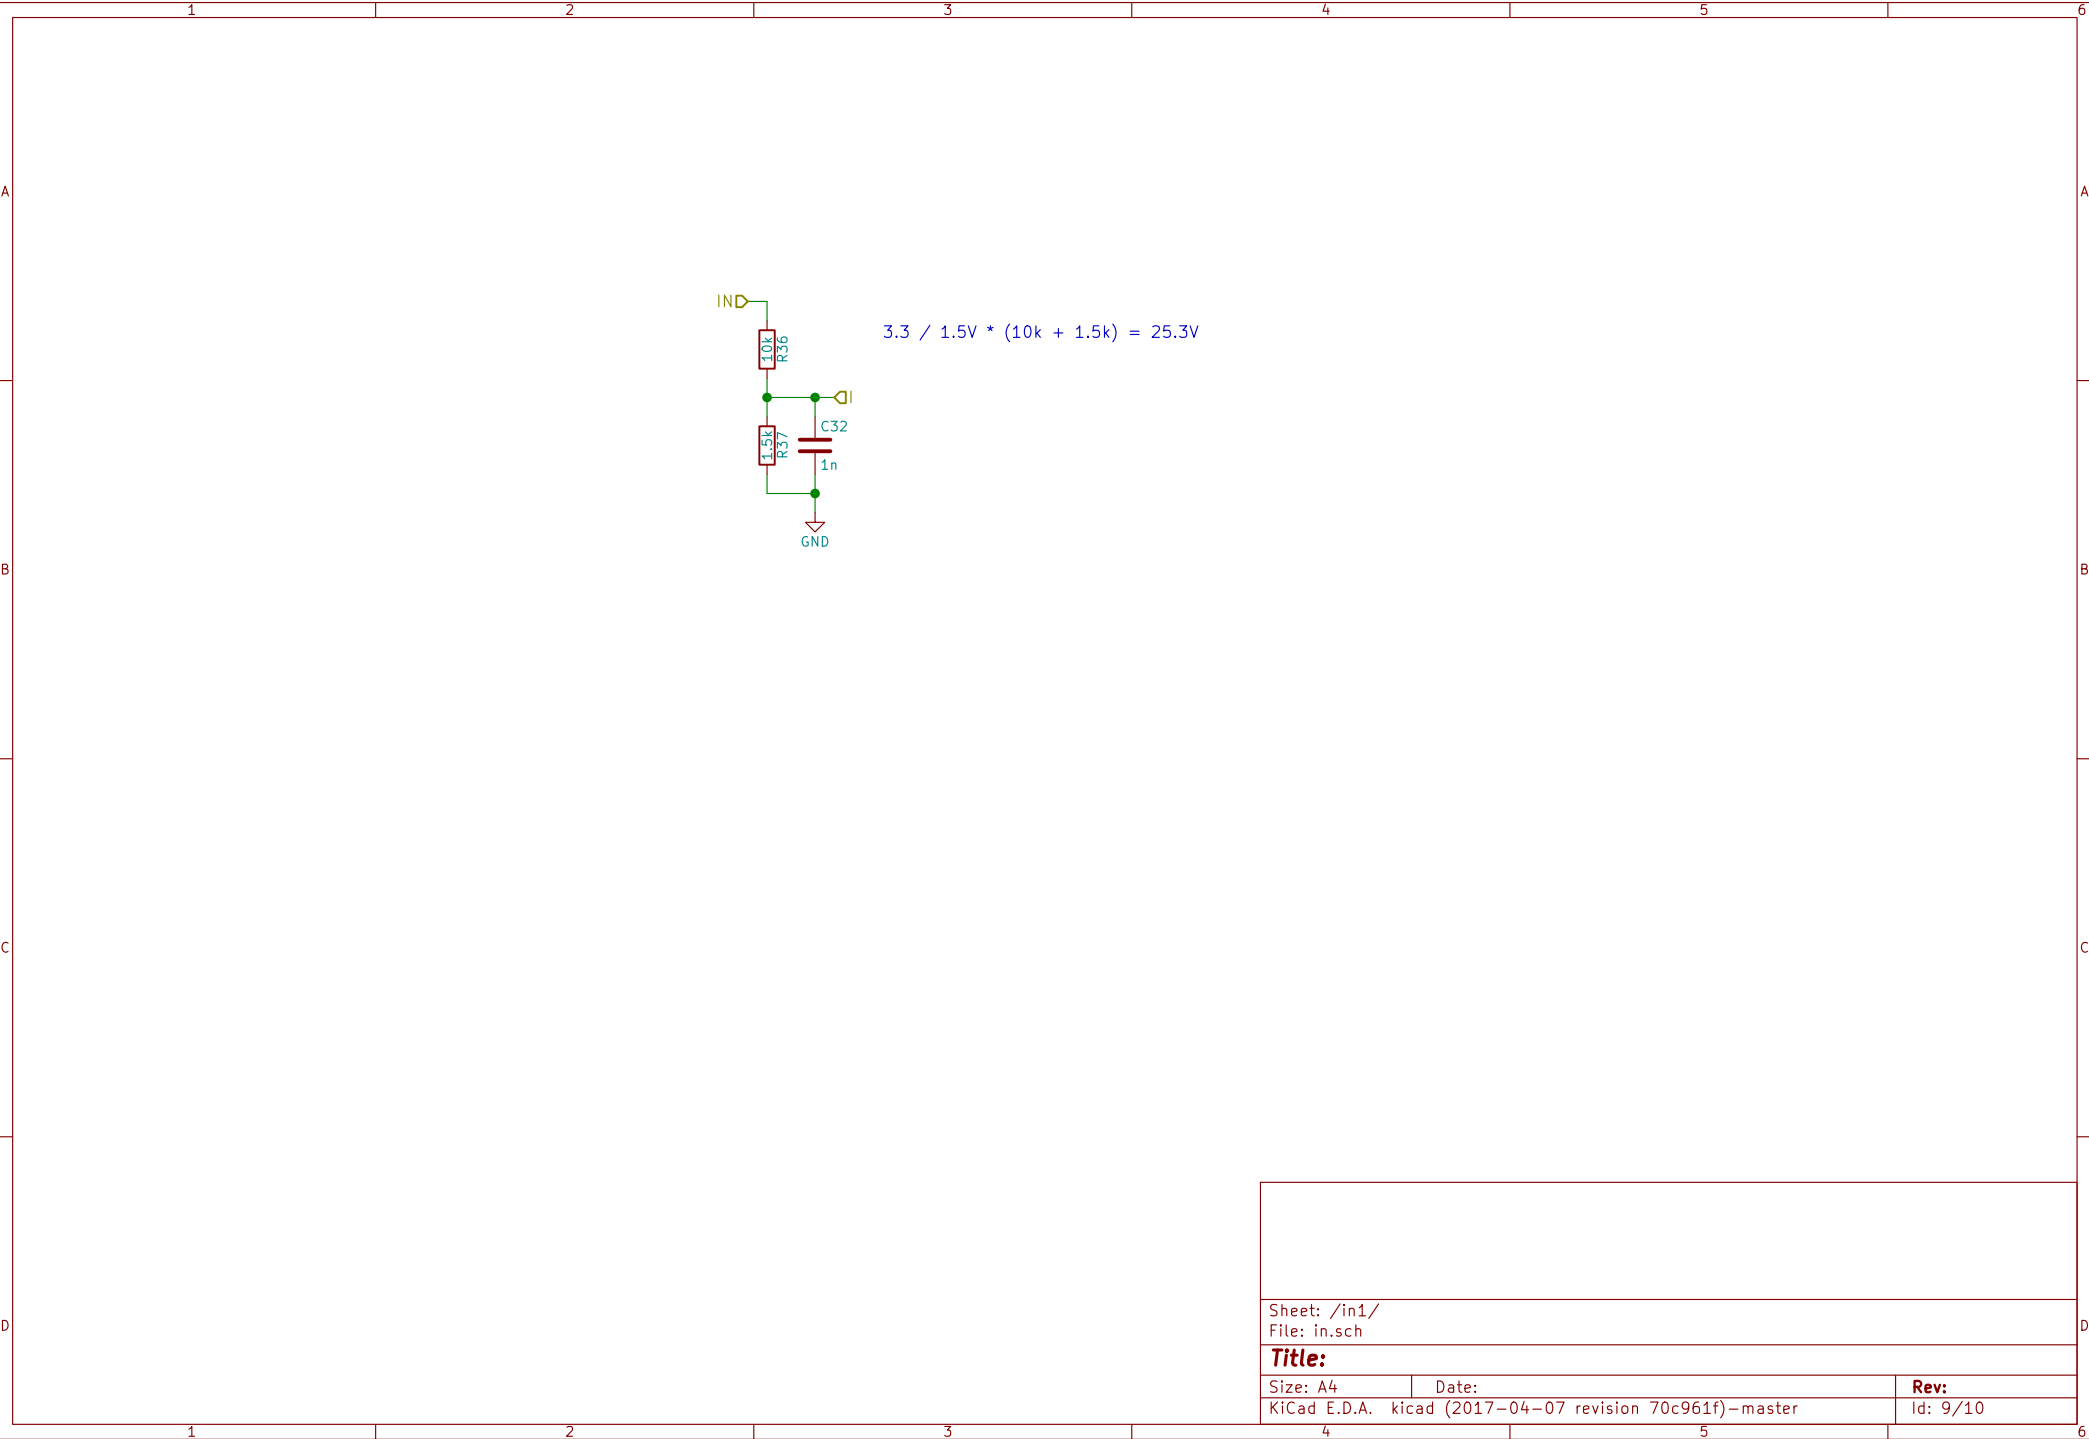 1 2 3 4 5 6
A A
IN
3.3 / 1.5V * (10k + 1.5k) = 25.3V
10k
R36
I
C32
1.5k
R37
1n
GND
B B
C C
Sheet: /in1/
File: in.sch
D D
Title:
Size: A4 Date: Rev:
KiCad E.D.A. kicad (2017-04-07 revision 70c961f)-master Id: 9/10
1 2 3 4 5 6